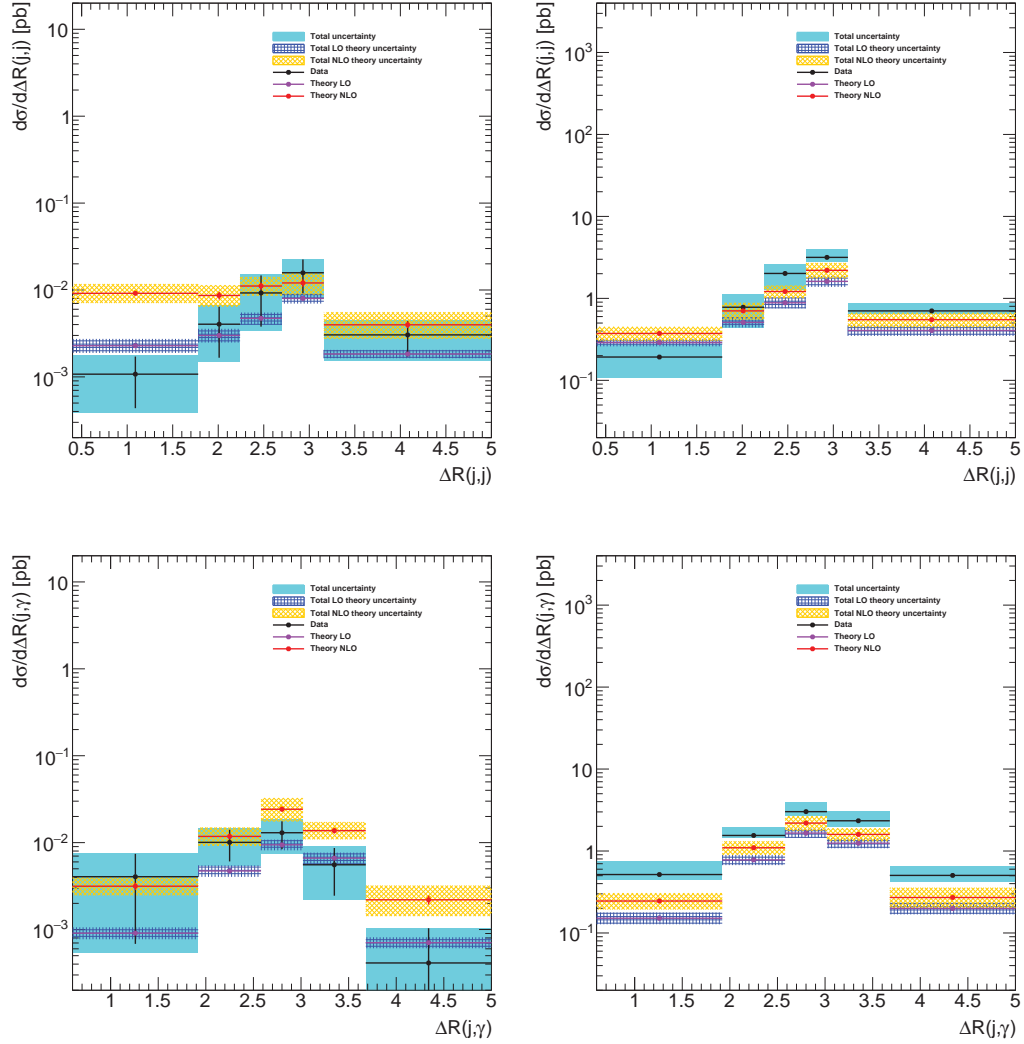 dσ/dΔR(j,j) [pb]
10
1
10⁻¹
10⁻²
10⁻³
Total uncertainty
Total LO theory uncertainty
Total NLO theory uncertainty
Data
Theory LO
Theory NLO
0.5 1 1.5 2 2.5 3 3.5 4 4.5 5
ΔR(j,j)
dσ/dΔR(j,j) [pb]
10³
10²
10
1
10⁻¹
Total uncertainty
Total LO theory uncertainty
Total NLO theory uncertainty
Data
Theory LO
Theory NLO
0.5 1 1.5 2 2.5 3 3.5 4 4.5 5
ΔR(j,j)
dσ/dΔR(j,γ) [pb]
10
1
10⁻¹
10⁻²
10⁻³
Total uncertainty
Total LO theory uncertainty
Total NLO theory uncertainty
Data
Theory LO
Theory NLO
1 1.5 2 2.5 3 3.5 4 4.5 5
ΔR(j,γ)
dσ/dΔR(j,γ) [pb]
10³
10²
10
1
10⁻¹
Total uncertainty
Total LO theory uncertainty
Total NLO theory uncertainty
Data
Theory LO
Theory NLO
1 1.5 2 2.5 3 3.5 4 4.5 5
ΔR(j,γ)